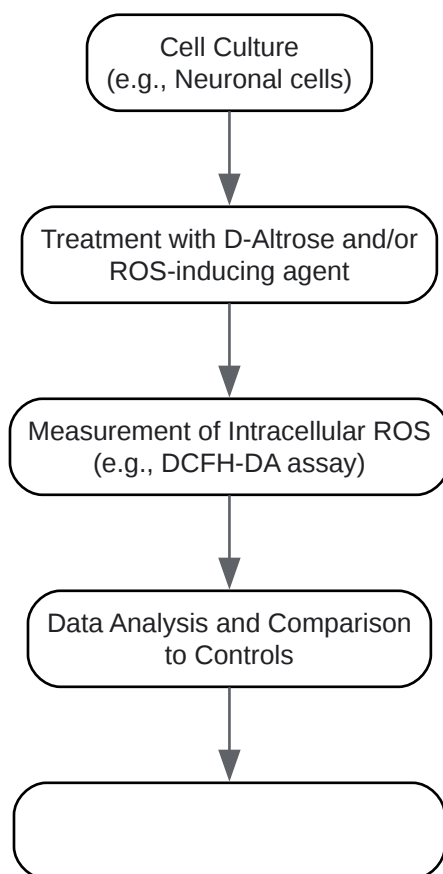 Cell Culture
(e.g., Neuronal cells)
Treatment with D-Altrose and/or
ROS-inducing agent
Measurement of Intracellular ROS
(e.g., DCFH-DA assay)
Data Analysis and Comparison
to Controls